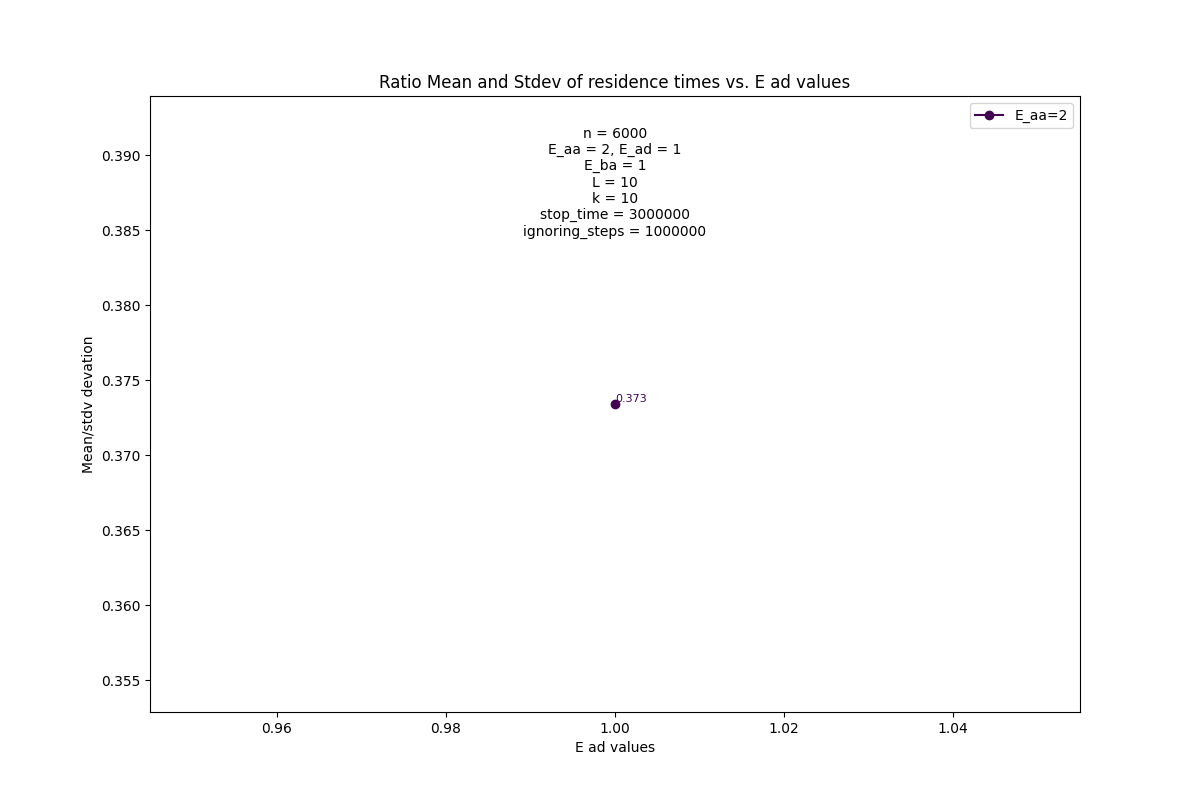 Ratio Mean and Stdev of residence times vs. E ad values
E_aa=2
n = 6000
E_aa = 2, E_ad = 1
E_ba = 1
L = 10
k = 10
stop_time = 3000000
ignoring_steps = 1000000
Mean/stdv devation
0.390
0.385
0.380
0.375
0.370
0.365
0.360
0.355
0.373
0.96
0.98
1.00
1.02
1.04
E ad values